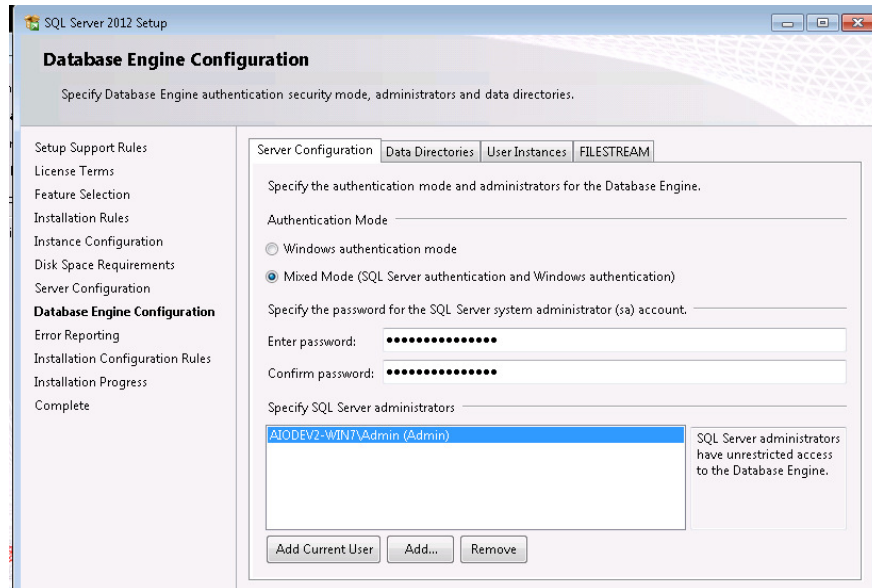 SQL Server 2012 Setup
Database Engine Configuration
Specify Database Engine authentication security mode, administrators and data directories.
Setup Support Rules
License Terms
Feature Selection
Installation Rules
Instance Configuration
Disk Space Requirements
Server Configuration
Database Engine Configuration
Error Reporting
Installation Configuration Rules
Installation Progress
Complete
Server Configuration Data Directories User Instances FILESTREAM
Specify the authentication mode and administrators for the Database Engine.
Authentication Mode
Windows authentication mode
Mixed Mode (SQL Server authentication and Windows authentication)
Specify the password for the SQL Server system administrator (sa) account.
Enter password: ●●●●●●●●●●●●●●●
Confirm password: ●●●●●●●●●●●●●●●
Specify SQL Server administrators
AIODEV2-WIN7\Admin (Admin)
SQL Server administrators
have unrestricted access
to the Database Engine.
Add Current User Add... Remove